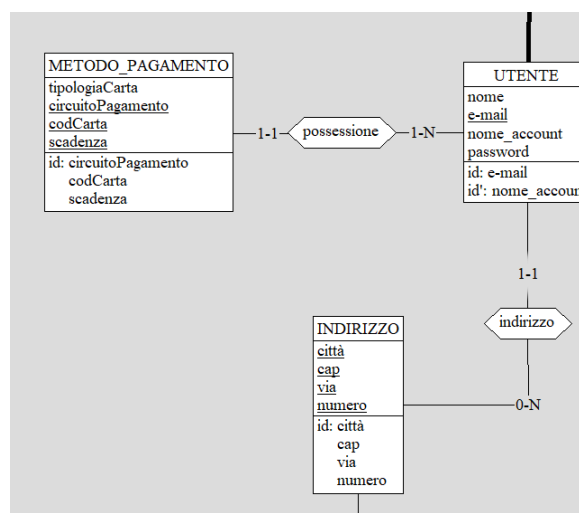 METODO_PAGAMENTO
tipologiaCarta
circuitoPagamento
codCarta
scadenza
id: circuitoPagamento
codCarta
scadenza
1-1
possessione
1-N
UTENTE
nome
e-mail
nome_account
password
id: e-mail
id': nome_account
1-1
indirizzo
0-N
INDIRIZZO
città
cap
via
numero
id: città
cap
via
numero